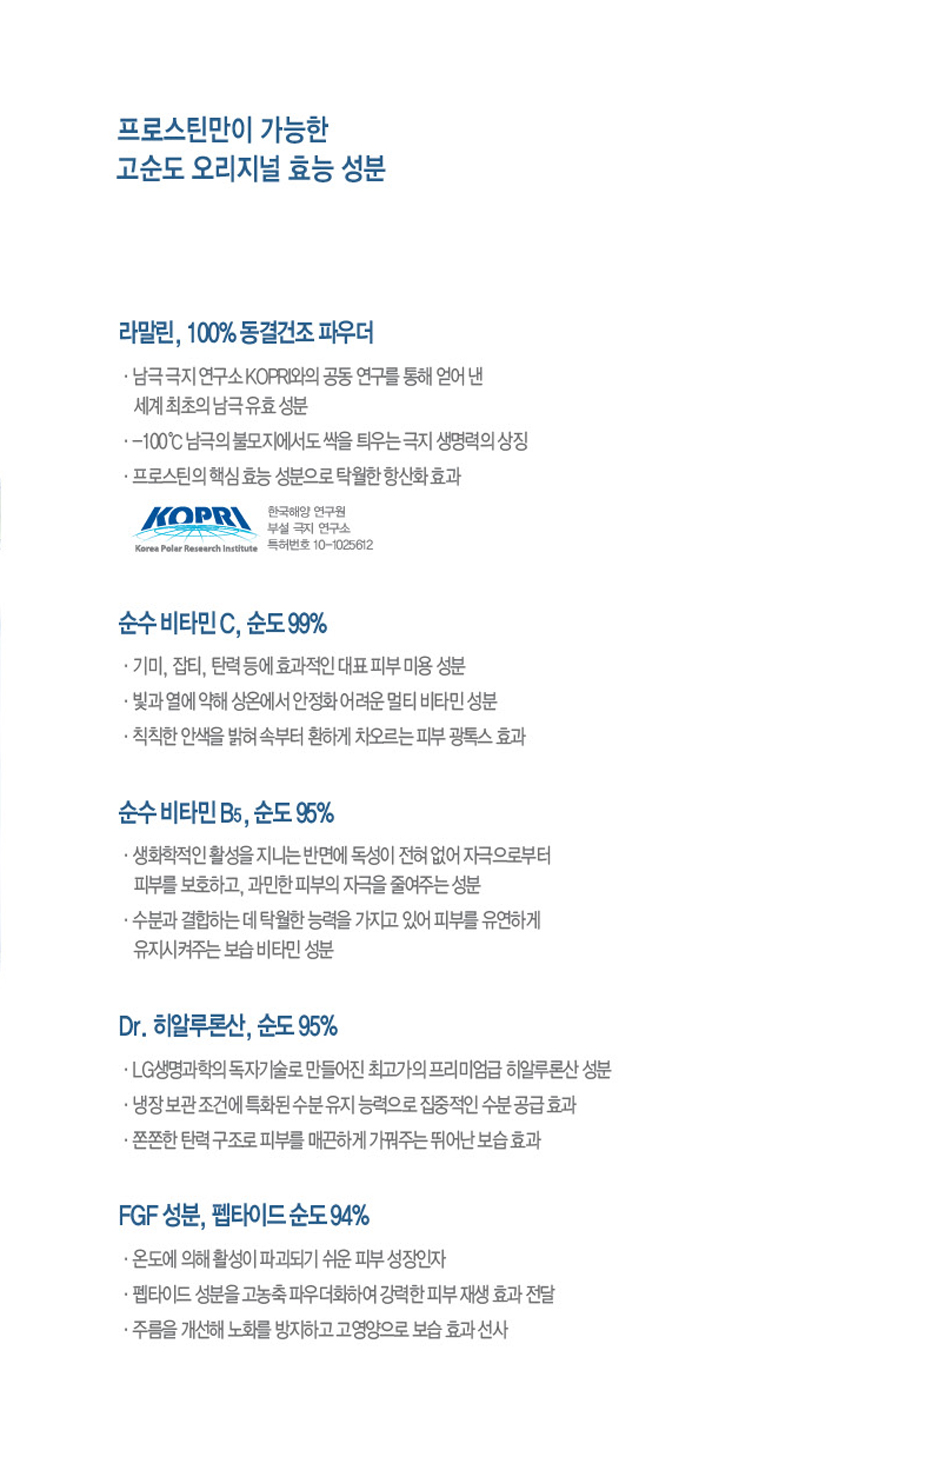 프로스틴만이 가능한
고순도 오리지널 효능 성분
라말린, 100% 동결건조 파우더
· 남극 극지 연구소 KOPRI와의 공동 연구를 통해 얻어 낸
세계 최초의 남극 유효 성분
· -100℃ 남극의 불모지에서도 싹을 틔우는 극지 생명력의 상징
· 프로스틴의 핵심 효능 성분으로 탁월한 항산화 효과
KOPRI
Korea Polar Research Institute
한국해양 연구원
부설 극지 연구소
특허번호 10-1025612
순수 비타민 C, 순도 99%
· 기미, 잡티, 탄력 등에 효과적인 대표 피부 미용 성분
· 빛과 열에 약해 상온에서 안정화 어려운 멀티 비타민 성분
· 칙칙한 안색을 밝혀 속부터 환하게 차오르는 피부 광톡스 효과
순수 비타민 B5, 순도 95%
· 생화학적인 활성을 지니는 반면에 독성이 전혀 없어 자극으로부터
피부를 보호하고, 과민한 피부의 자극을 줄여주는 성분
· 수분과 결합하는 데 탁월한 능력을 가지고 있어 피부를 유연하게
유지시켜주는 보습 비타민 성분
Dr. 히알루론산, 순도 95%
· LG생명과학의 독자기술로 만들어진 최고가의 프리미엄급 히알루론산 성분
· 냉장 보관 조건에 특화된 수분 유지 능력으로 집중적인 수분 공급 효과
· 쫀쫀한 탄력 구조로 피부를 매끈하게 가꿔주는 뛰어난 보습 효과
FGF 성분, 펩타이드 순도 94%
· 온도에 의해 활성이 파괴되기 쉬운 피부 성장인자
· 펩타이드 성분을 고농축 파우더화하여 강력한 피부 재생 효과 전달
· 주름을 개선해 노화를 방지하고 고영양으로 보습 효과 선사